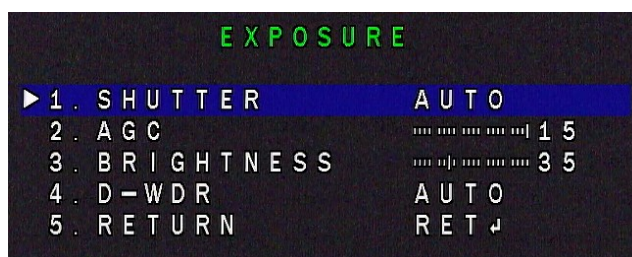 EXPOSURE
1. SHUTTER AUTO
2. AGC 15
3. BRIGHTNESS 35
4. D-WDR AUTO
5. RETURN RET↲